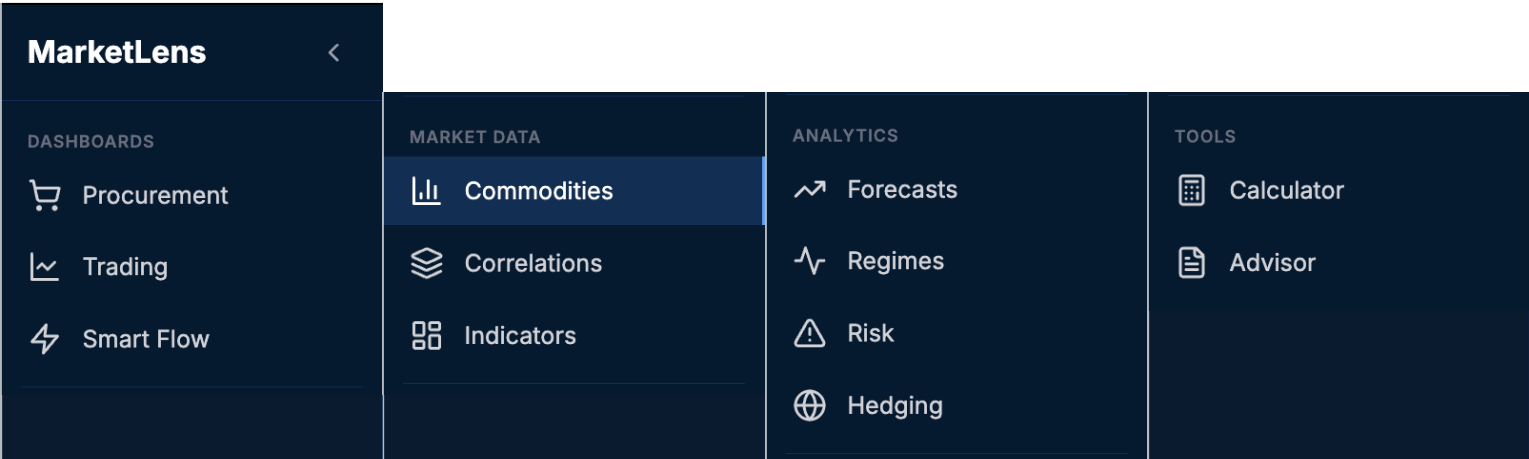 MarketLens
DASHBOARDS
Procurement
Trading
Smart Flow
MARKET DATA
Commodities
Correlations
Indicators
ANALYTICS
Forecasts
Regimes
Risk
Hedging
TOOLS
Calculator
Advisor